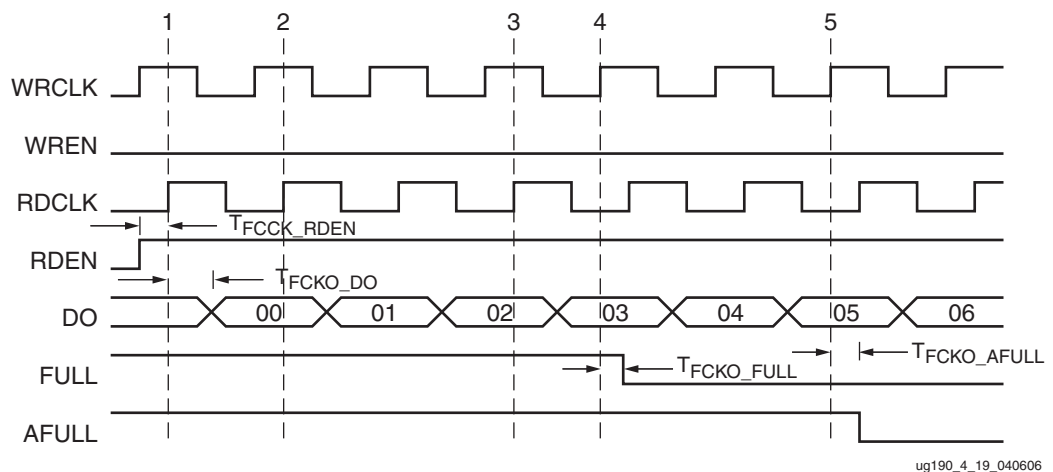 1 2 3 4 5
WRCLK
WREN
RDCLK
TFCCK_RDEN
RDEN
TFCKO_DO
DO 00 01 02 03 04 05 06
TFCKO_AFULL
FULL TFCKO_FULL
AFULL
ug190_4_19_040606